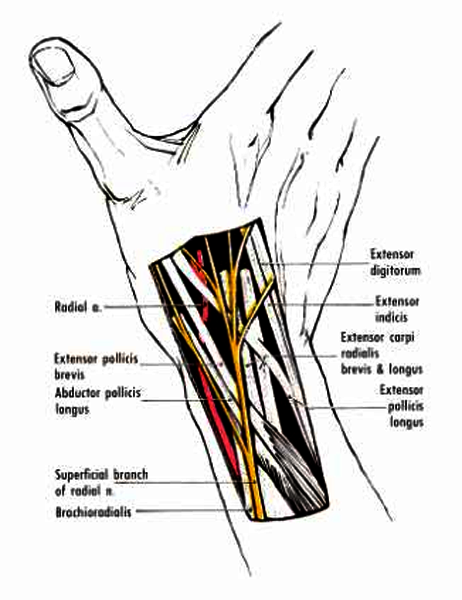 Extensor
digitorum
Radial a.
Extensor
indicis
Extensor carpi
radialis
brevis & longus
Extensor pollicis
brevis
Abductor pollicis
longus
Extensor
pollicis
longus
Superficial branch
of radial n.
Brachioradialis